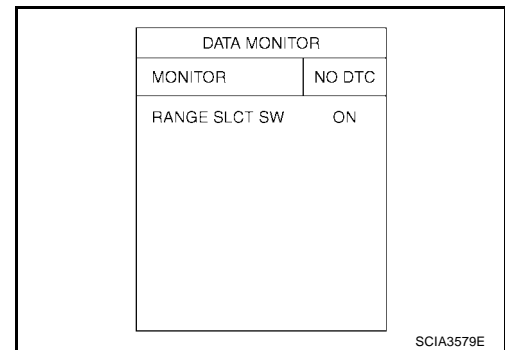 DATA MONITOR
MONITOR NO DTC
RANGE SLCT SW ON
SCIA3579E